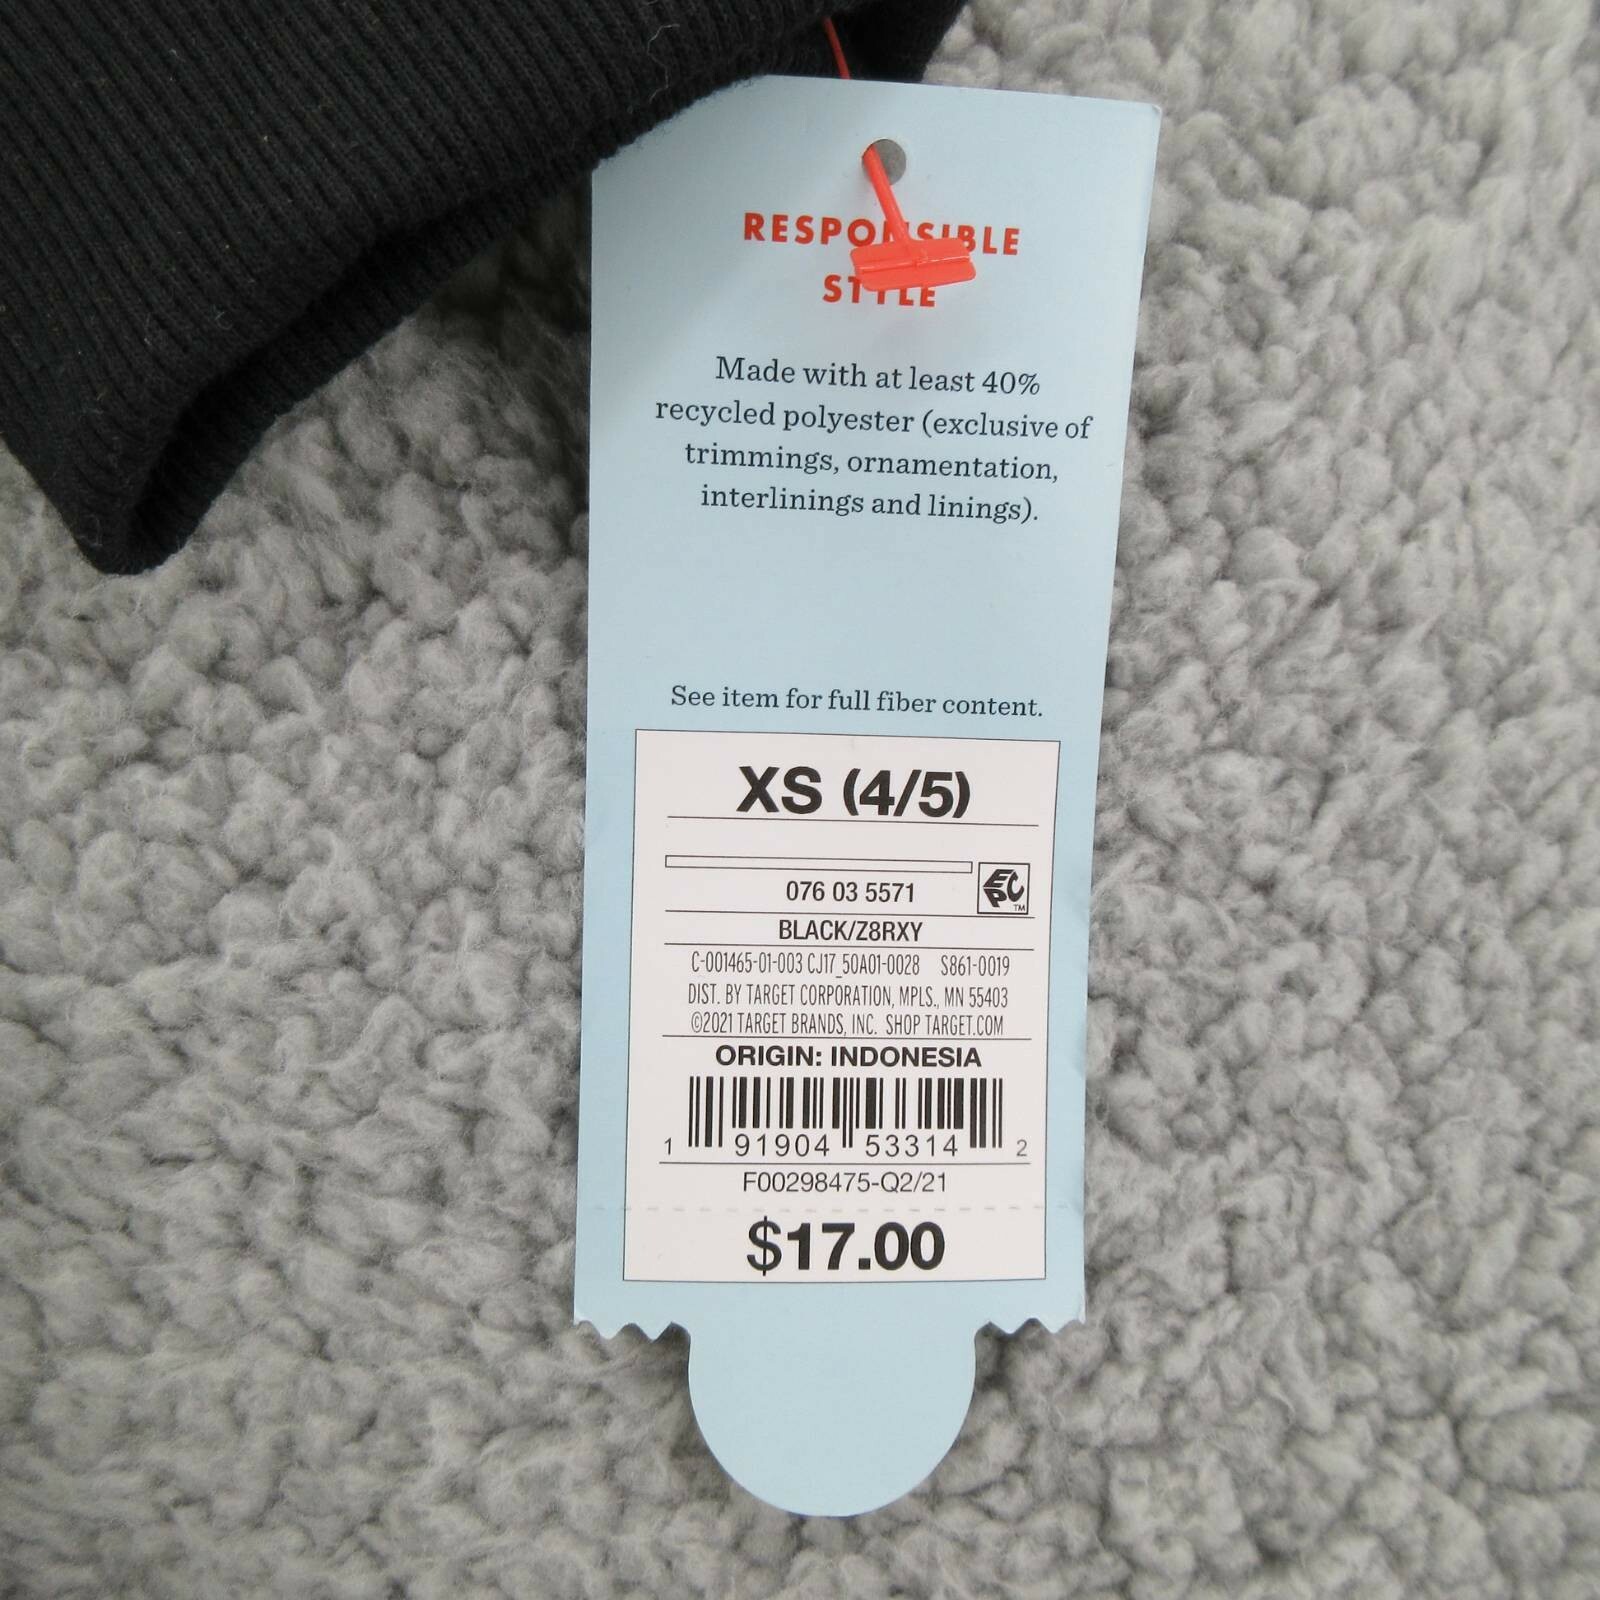 RESPONSIBLE
STYLE
Made with at least 40%
recycled polyester (exclusive of
trimmings, ornamentation,
interlinings and linings).
See item for full fiber content.
XS (4/5)
076 03 5571
EPC TM
BLACK/Z8RXY
C-001465-01-003 CJ17_50A01-0028 S861-0019
DIST. BY TARGET CORPORATION, MPLS., MN 55403
©2021 TARGET BRANDS, INC. SHOP TARGET.COM
ORIGIN: INDONESIA
1 91904 53314 2
F00298475-Q2/21
$17.00